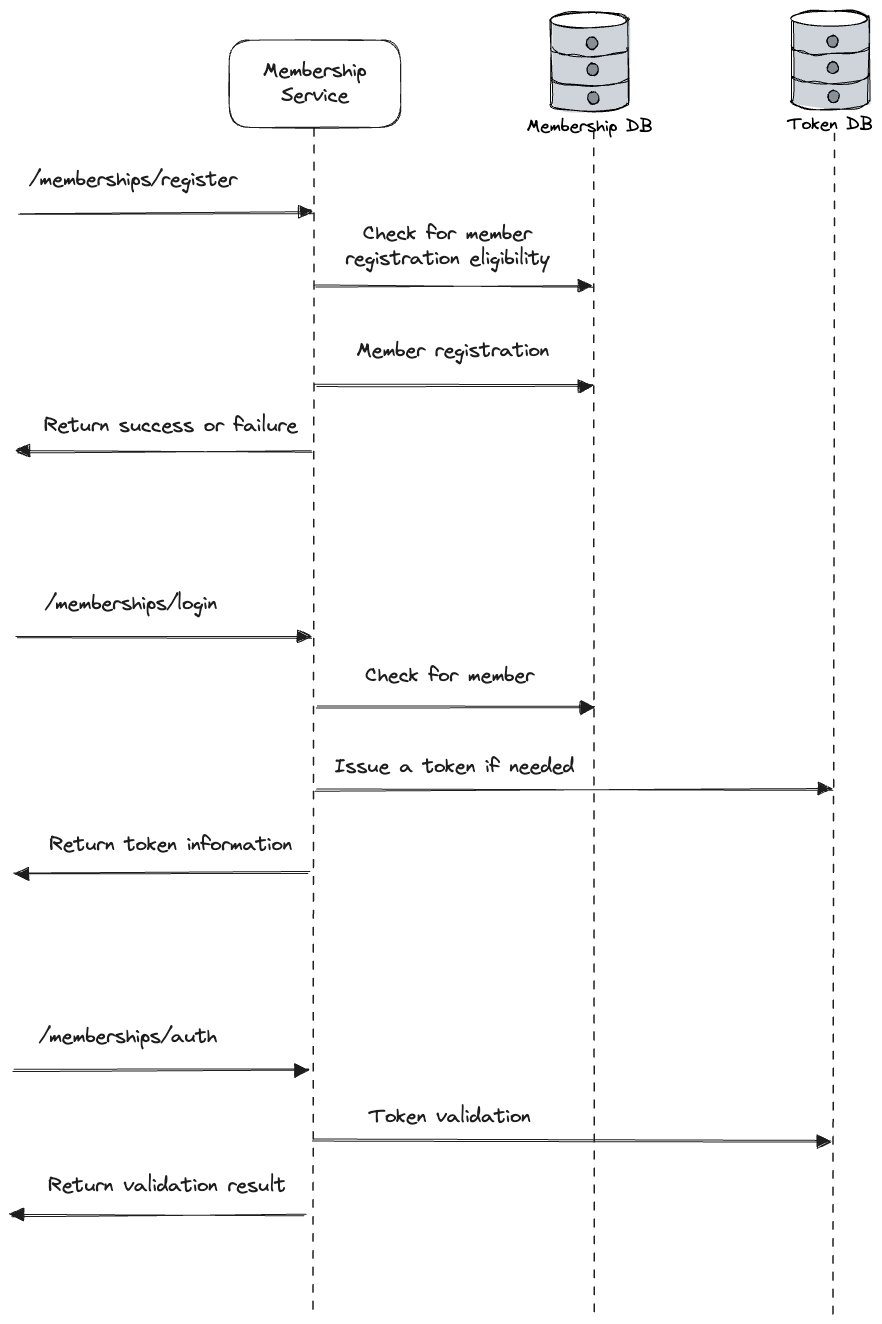 Membership
Service
Membership DB
Token DB
/memberships/register
Check for member
registration eligibility
Member registration
Return success or failure
/memberships/login
Check for member
Issue a token if needed
Return token information
/memberships/auth
Token validation
Return validation result